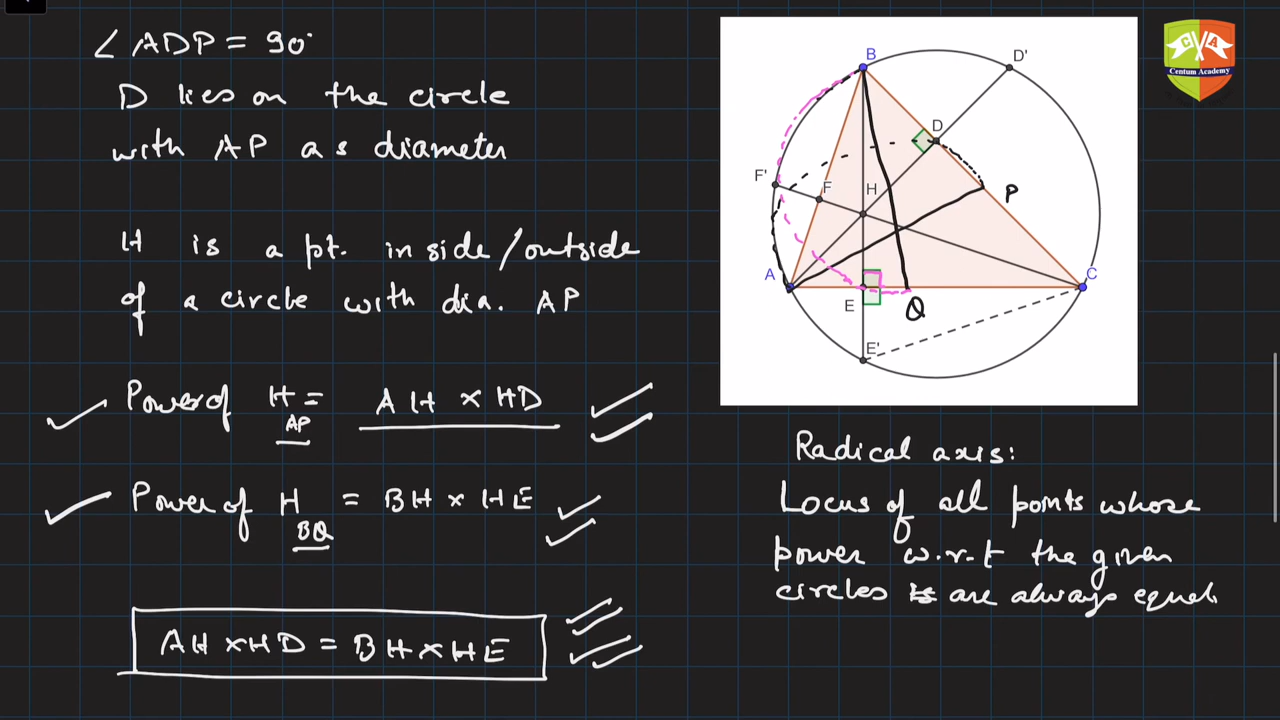 ∠ADP = 90°
D lies on the circle
with AP as diameter
H is a pt. inside/outside
of a circle with dia. AP
Power of H = AH × HD
AP
Power of H = BH × HE
BQ
AH × HD = BH × HE
B
D'
D
F'
F
H
P
A
C
E
Q
E'
C A
Centum Academy
Radical axis:
Locus of all points whose
power w.r.t the given
circles is are always equal.